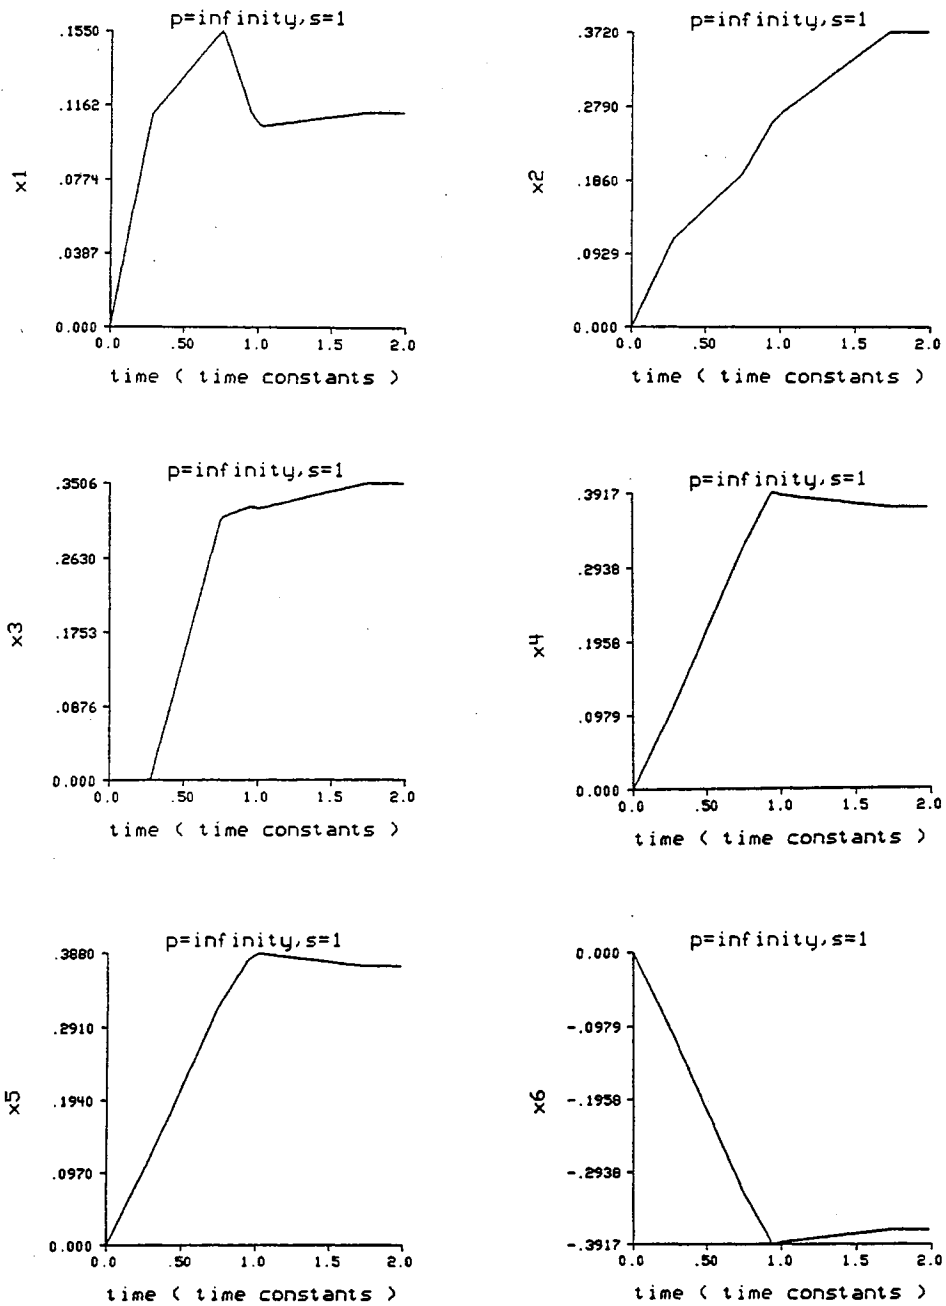 p=infinity,s=1
.1550
.1162
.0774
.0387
0.000
x1
0.0 .50 1.0 1.5 2.0
time ( time constants )
p=infinity,s=1
.3720
.2790
.1860
.0929
0.000
x2
0.0 .50 1.0 1.5 2.0
time ( time constants )
p=infinity,s=1
.3506
.2630
.1753
.0876
0.000
x3
0.0 .50 1.0 1.5 2.0
time ( time constants )
p=infinity,s=1
.3917
.2938
.1958
.0979
0.000
x4
0.0 .50 1.0 1.5 2.0
time ( time constants )
p=infinity,s=1
.3880
.2910
.1940
.0970
0.000
x5
0.0 .50 1.0 1.5 2.0
time ( time constants )
p=infinity,s=1
0.000
-.0979
-.1958
-.2938
-.3917
x6
0.0 .50 1.0 1.5 2.0
time ( time constants )